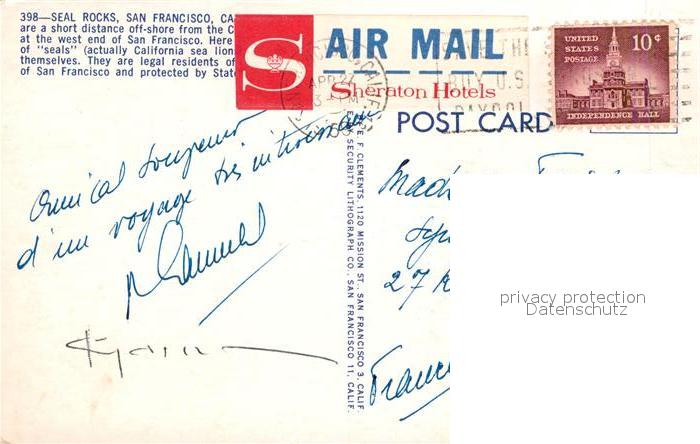 398—SEAL ROCKS, SAN FRANCISCO, CA
are a short distance off-shore from the C
at the west end of San Francisco. Here
of "seals" (actually California sea lion
themselves. They are legal residents of
of San Francisco and protected by State
S
AIR MAIL
Sheraton Hotels
UNITED
STATES
POSTAGE
10¢
INDEPENDENCE HALL
APR 24
POST CARD
Amical souvenir
d'un voyage très intéressant
F. CLEMENTS, 1120 MISSION ST., SAN FRANCISCO 3, CALIF.
SECURITY LITHOGRAPH CO., SAN FRANCISCO 11, CALIF.
27
privacy protection
Datenschutz